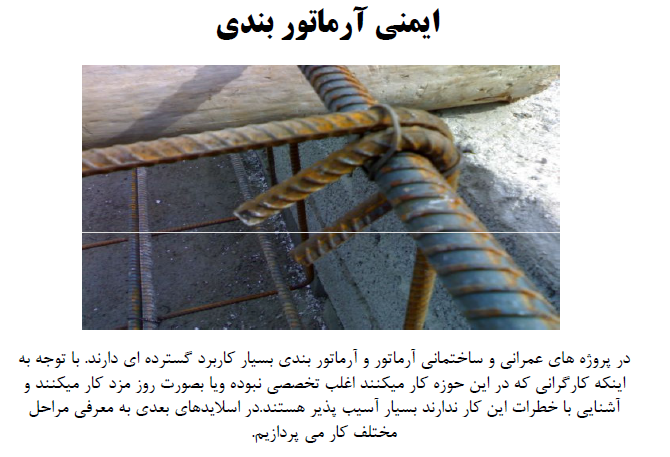 ایمنی آرماتور بندی
در پروژه های عمرانی و ساختمانی آرماتور و آرماتور بندی بسیار کاربرد گسترده ای دارند. با توجه به
اینکه کارگرانی که در این حوزه کار میکنند اغلب تخصصی نبوده ویا بصورت روز مزد کار میکنند و
آشنایی با خطرات این کار ندارند بسیار آسیب پذیر هستند.در اسلایدهای بعدی به معرفی مراحل
مختلف کار می پردازیم.